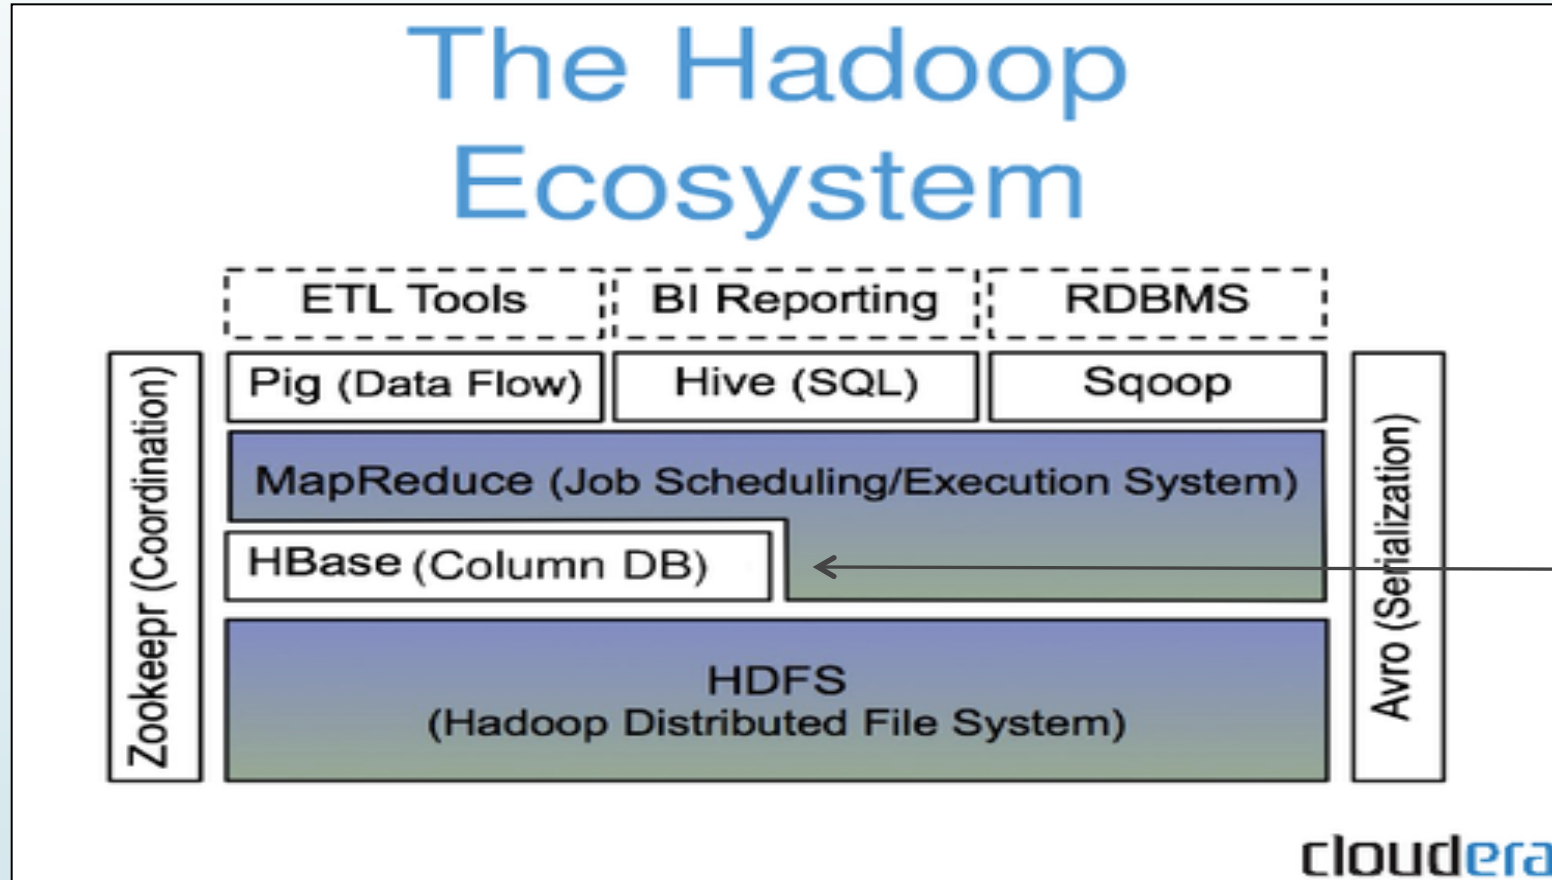 The Hadoop
Ecosystem
ETL Tools
BI Reporting
RDBMS
Pig (Data Flow)
Hive (SQL)
Sqoop
Zookeepr (Coordination)
MapReduce (Job Scheduling/Execution System)
HBase (Column DB)
HDFS
(Hadoop Distributed File System)
Avro (Serialization)
cloudera